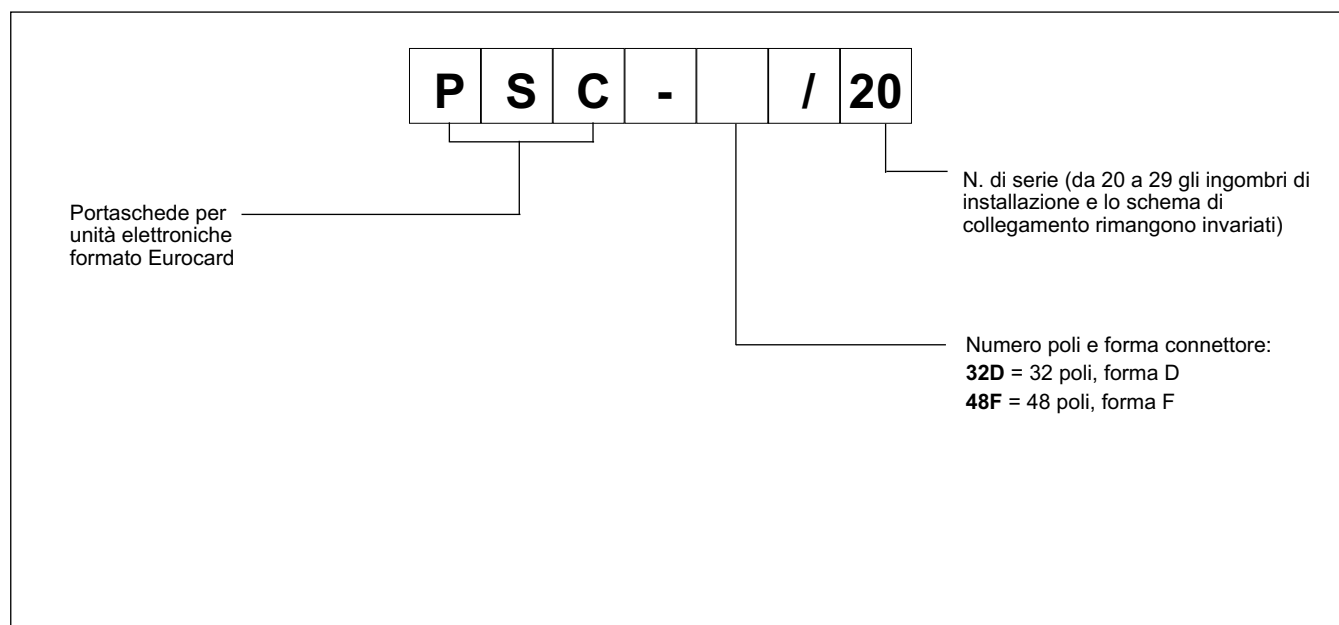 P S C - / 20
N. di serie (da 20 a 29 gli ingombri di
installazione e lo schema di
collegamento rimangono invariati)
Portaschede per
unità elettroniche
formato Eurocard
Numero poli e forma connettore:
32D = 32 poli, forma D
48F = 48 poli, forma F